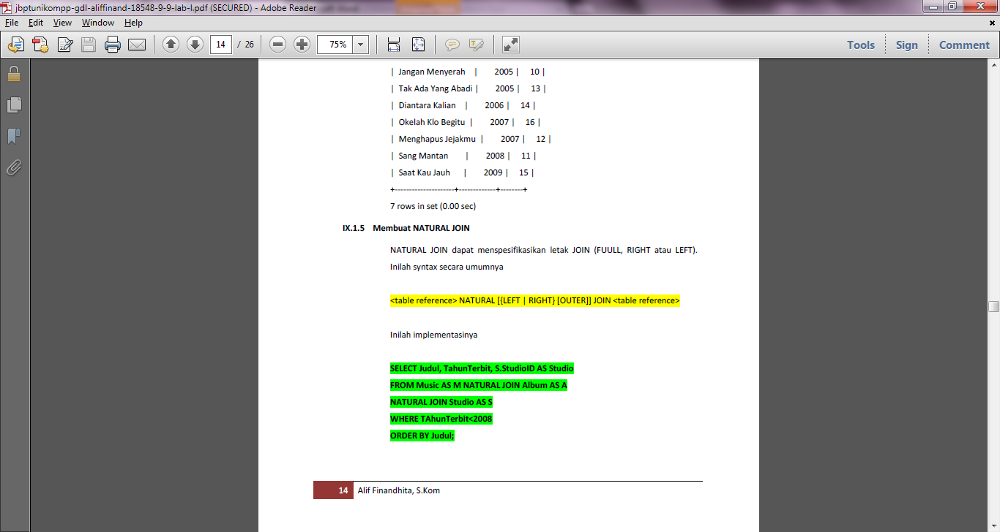 jbptunikompp-gdl-aliffinand-18548-9-9-lab-l.pdf (SECURED) - Adobe Reader
File Edit View Window Help
14 / 26 75% Tools Sign Comment
| Jangan Menyerah | 2005 | 10 |
| Tak Ada Yang Abadi | 2005 | 13 |
| Diantara Kalian | 2006 | 14 |
| Okelah Klo Begitu | 2007 | 16 |
| Menghapus Jejakmu | 2007 | 12 |
| Sang Mantan | 2008 | 11 |
| Saat Kau Jauh | 2009 | 15 |
+---------------------+-------------+--------+
7 rows in set (0.00 sec)
IX.1.5 Membuat NATURAL JOIN
NATURAL JOIN dapat menspesifikasikan letak JOIN (FUULL, RIGHT atau LEFT).
Inilah syntax secara umumnya
<table reference> NATURAL [{LEFT | RIGHT} [OUTER]] JOIN <table reference>
Inilah implementasinya
SELECT Judul, TahunTerbit, S.StudioID AS Studio
FROM Music AS M NATURAL JOIN Album AS A
NATURAL JOIN Studio AS S
WHERE TAhunTerbit<2008
ORDER BY Judul;
14 Alif Finandhita, S.Kom